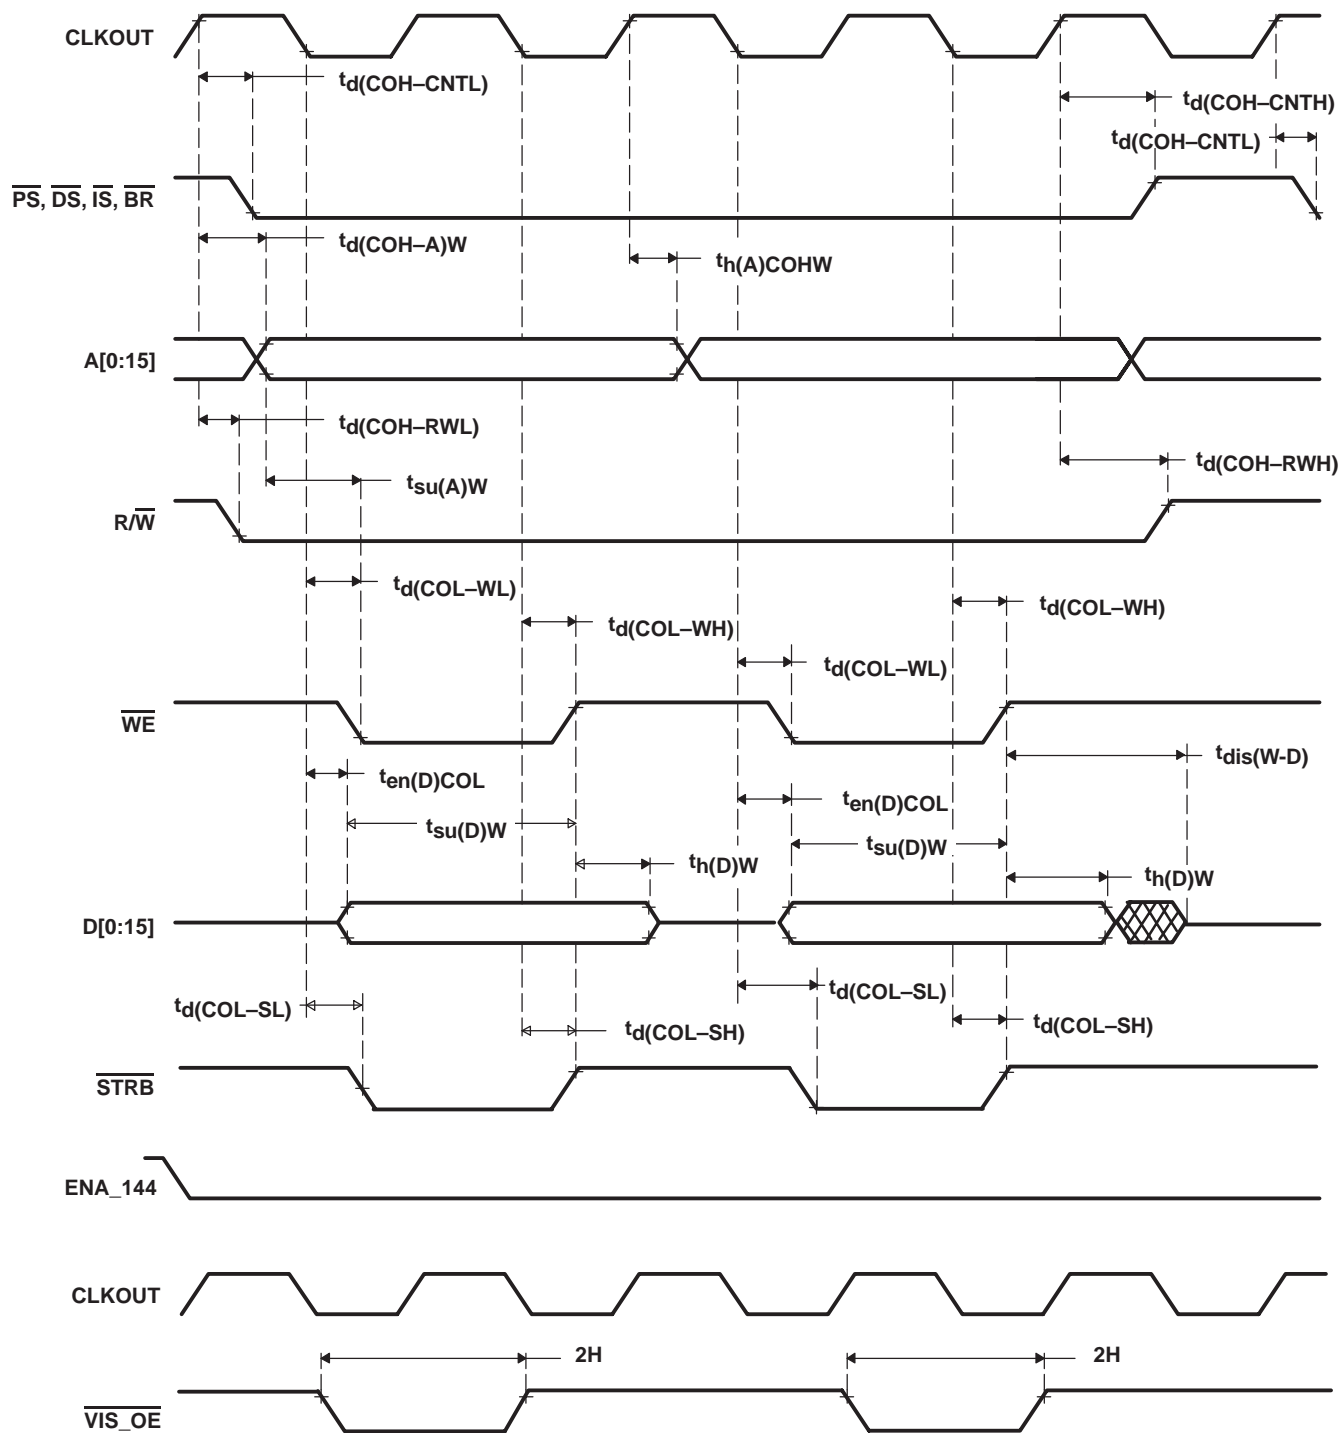 CLKOUT
td(COH–CNTL)
td(COH–CNTH)
td(COH–CNTL)
PS, DS, IS, BR
td(COH–A)W
th(A)COHW
A[0:15]
td(COH–RWL)
td(COH–RWH)
tsu(A)W
R/W
td(COL–WL)
td(COL–WH)
td(COL–WH)
td(COL–WL)
WE
tdis(W-D)
ten(D)COL
ten(D)COL
tsu(D)W
tsu(D)W
th(D)W
th(D)W
D[0:15]
td(COL–SL)
td(COL–SL)
td(COL–SH)
td(COL–SH)
STRB
ENA_144
CLKOUT
2H
2H
VIS_OE